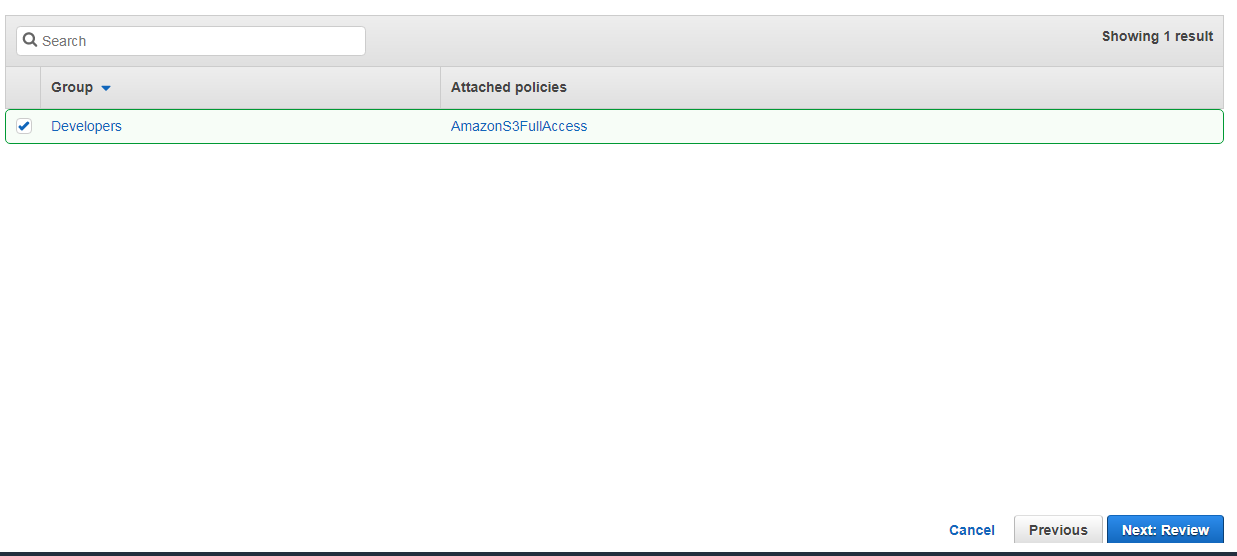 Search
Showing 1 result
Group
Attached policies
Developers
AmazonS3FullAccess
Cancel
Previous
Next: Review